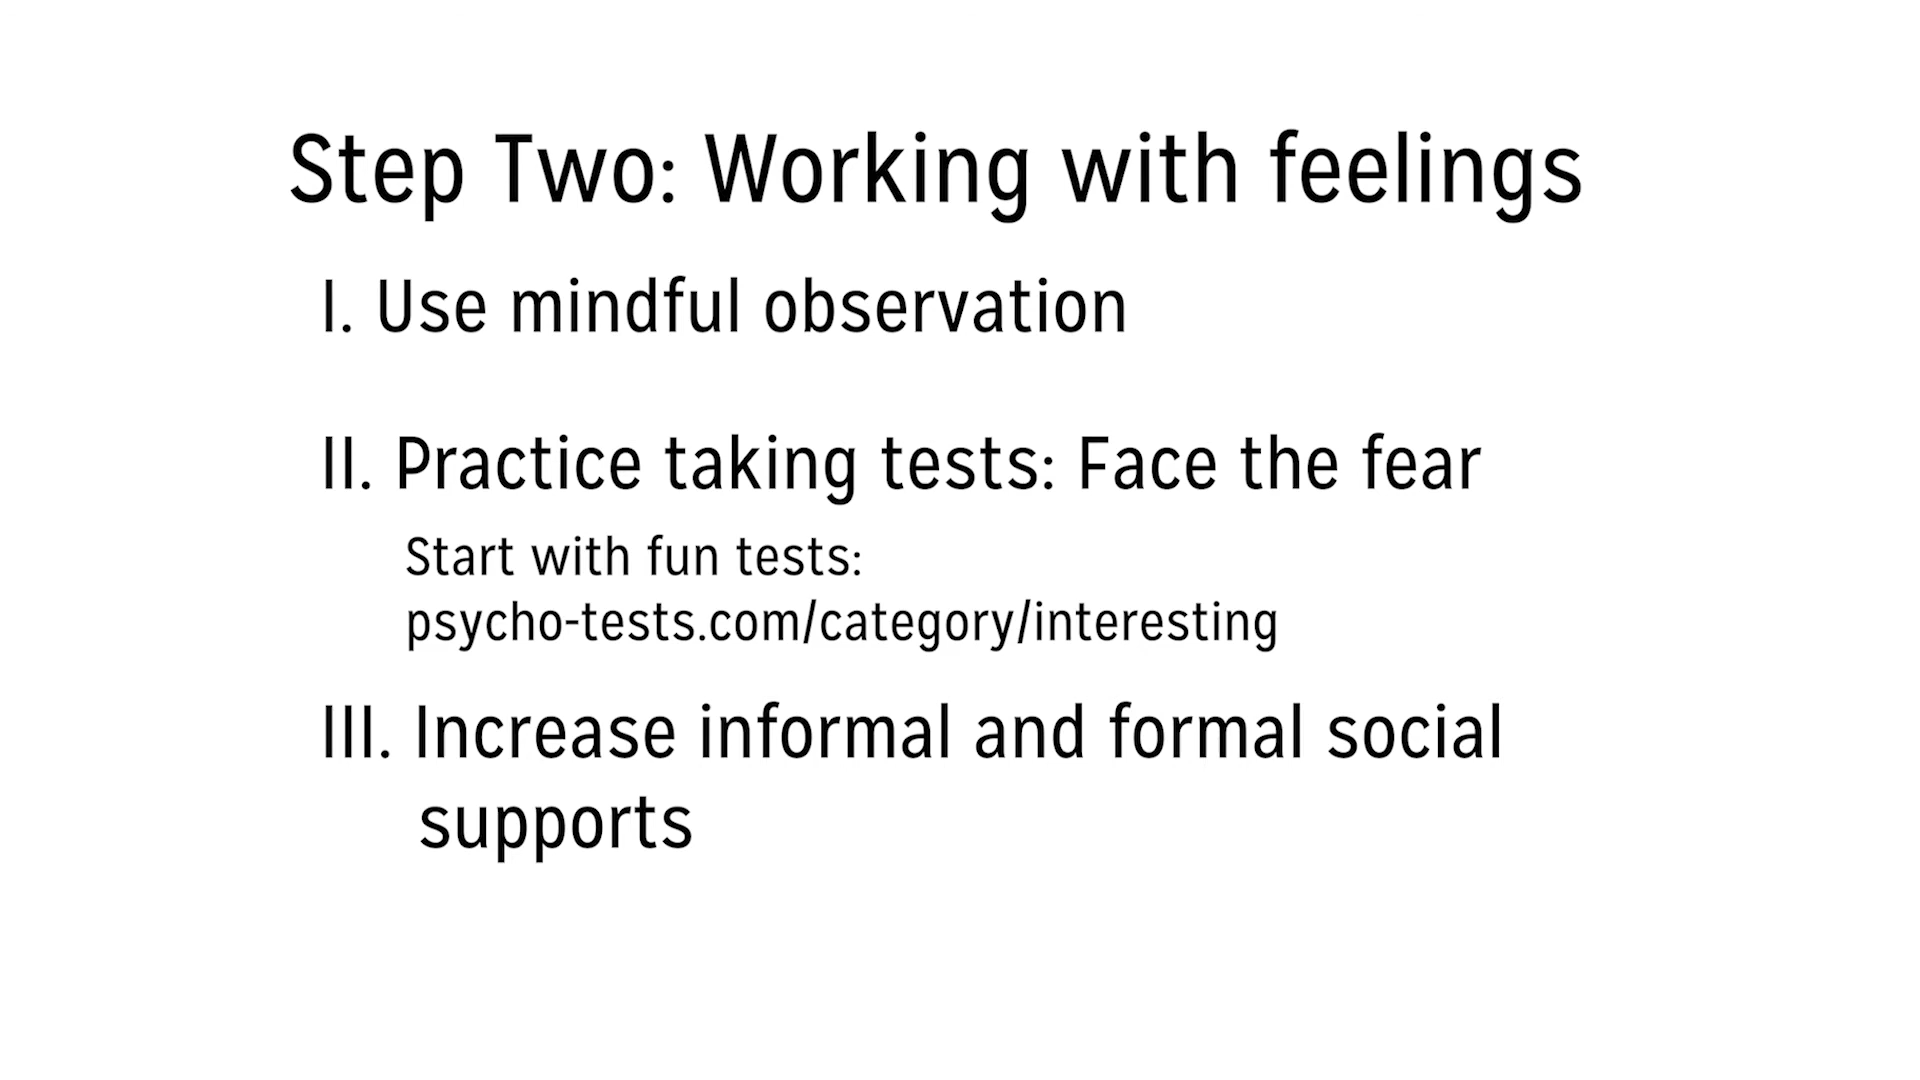 Step Two: Working with feelings
I. Use mindful observation
II. Practice taking tests: Face the fear
Start with fun tests:
psycho-tests.com/category/interesting
III. Increase informal and formal social
supports